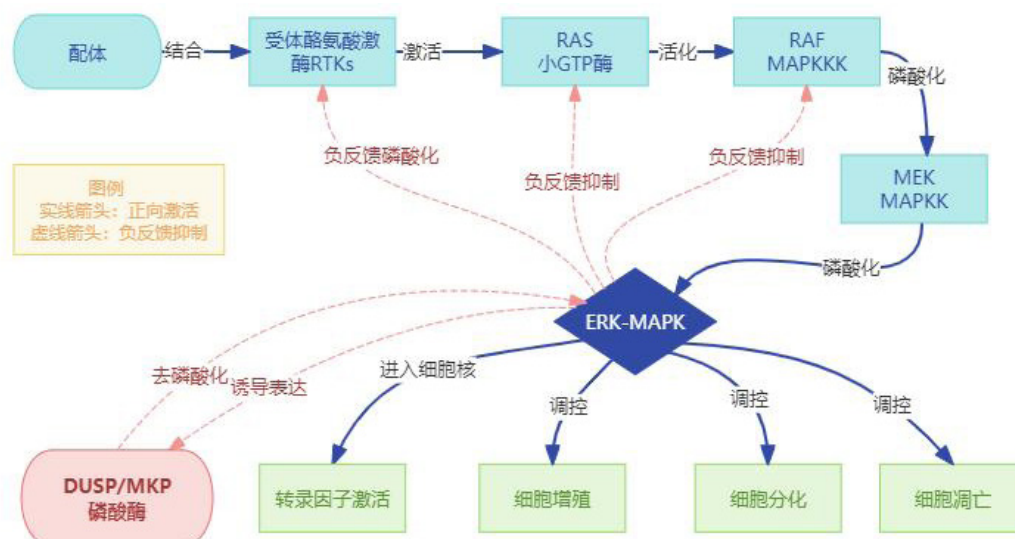 配体
结合
受体酪氨酸激
酶RTKs
激活
RAS
小GTP酶
活化
RAF
MAPKKK
磷酸化
负反馈磷酸化
负反馈抑制
负反馈抑制
MEK
MAPKK
图例
实线箭头：正向激活
虚线箭头：负反馈抑制
磷酸化
ERK-MAPK
去磷酸化
诱导表达
进入细胞核
调控
调控
调控
DUSP/MKP
磷酸酶
转录因子激活
细胞增殖
细胞分化
细胞凋亡